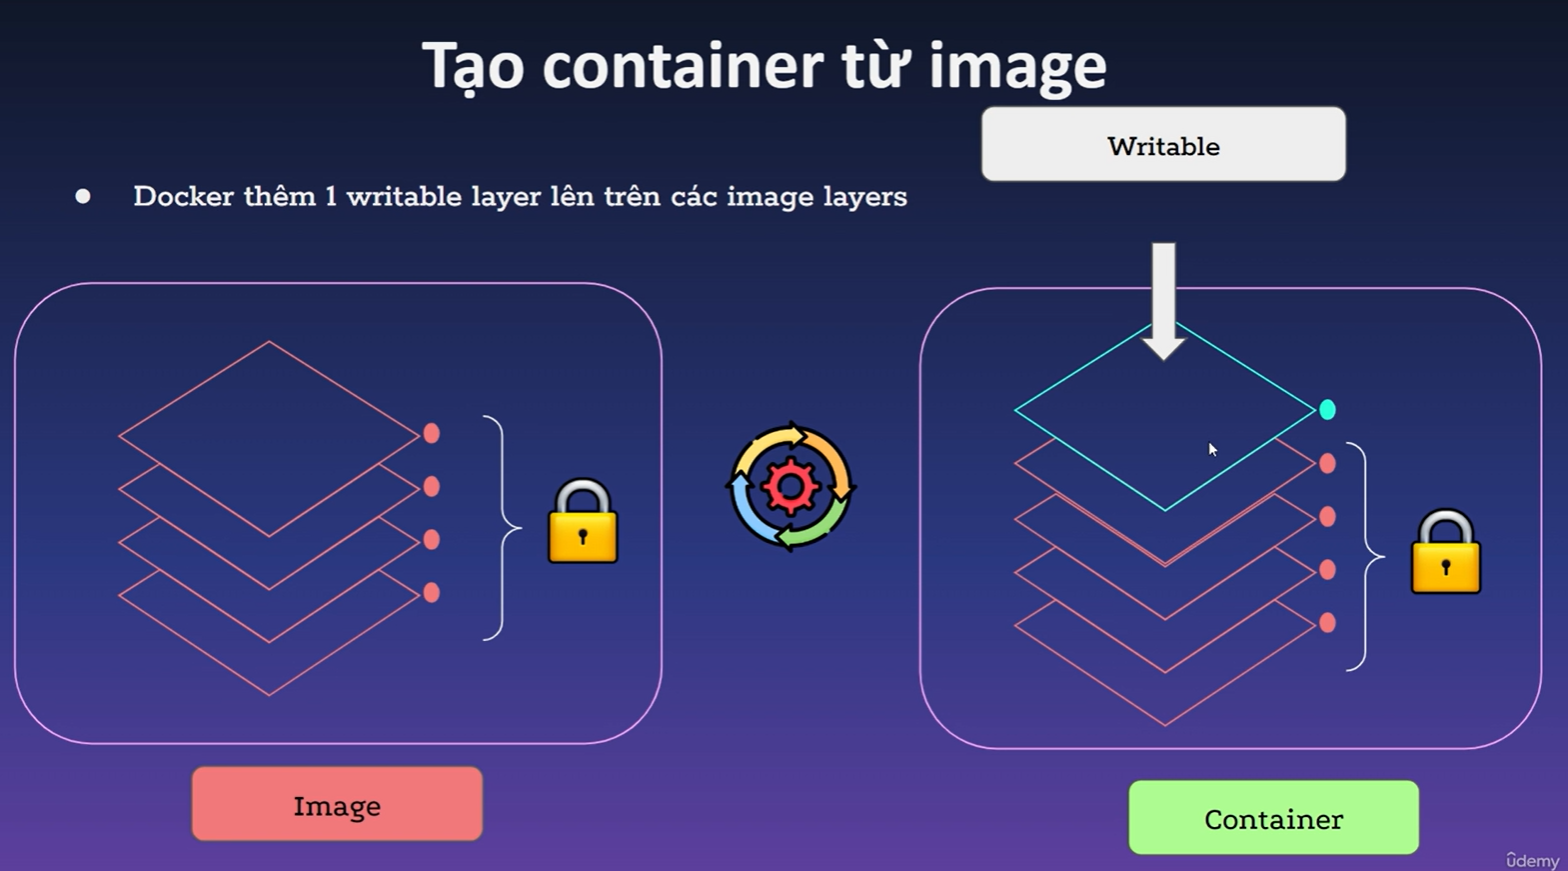 Tạo container từ image
Writable
● Docker thêm 1 writable layer lên trên các image layers
Image
Container
ûdemy